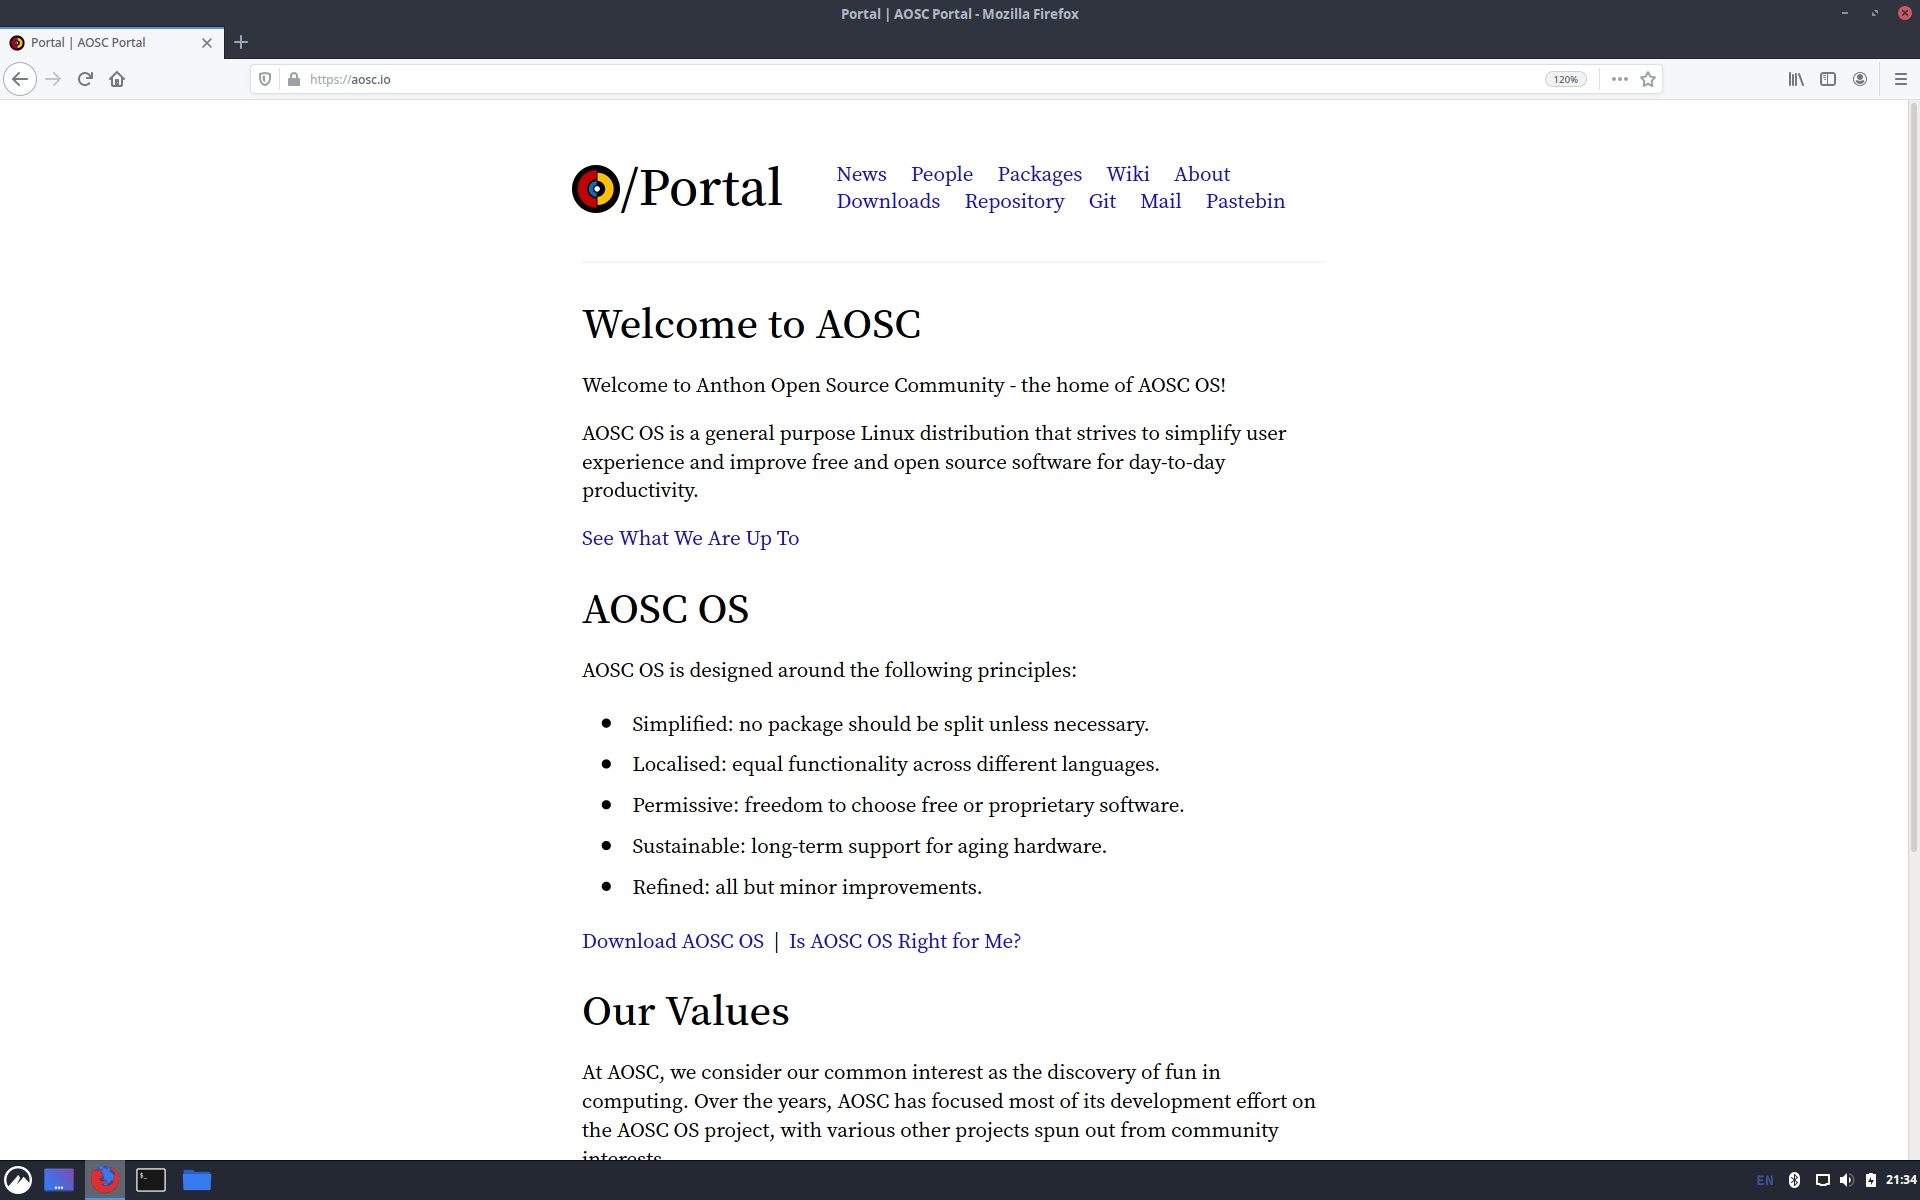 Portal | AOSC Portal - Mozilla Firefox
Portal | AOSC Portal
https://aosc.io
120%
/Portal
News People Packages Wiki About
Downloads Repository Git Mail Pastebin
Welcome to AOSC
Welcome to Anthon Open Source Community - the home of AOSC OS!
AOSC OS is a general purpose Linux distribution that strives to simplify user
experience and improve free and open source software for day-to-day
productivity.
See What We Are Up To
AOSC OS
AOSC OS is designed around the following principles:
Simplified: no package should be split unless necessary.
Localised: equal functionality across different languages.
Permissive: freedom to choose free or proprietary software.
Sustainable: long-term support for aging hardware.
Refined: all but minor improvements.
Download AOSC OS | Is AOSC OS Right for Me?
Our Values
At AOSC, we consider our common interest as the discovery of fun in
computing. Over the years, AOSC has focused most of its development effort on
the AOSC OS project, with various other projects spun out from community
interests.
EN 21:34